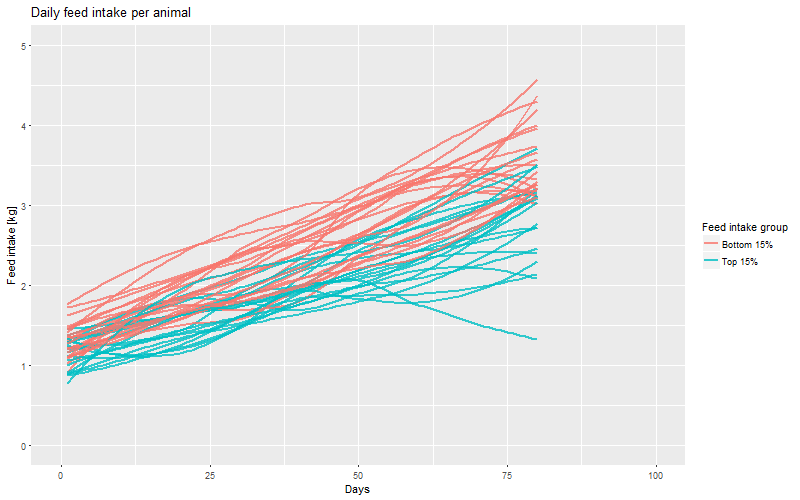 Daily feed intake per animal
5
4
3
2
1
0
Feed intake [kg]
0 25 50 75 100
Days
Feed intake group
Bottom 15%
Top 15%